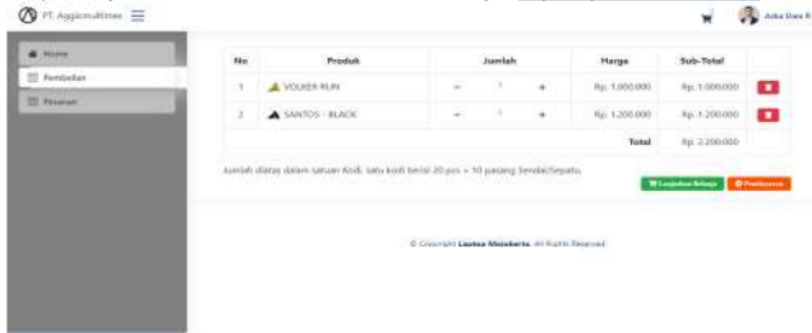 PT. Aggiomultimex
Home
Pembelian
Pesanan
No Produk Jumlah Harga Sub-Total
1 VOLKER RUN - 1 + Rp. 1.000.000 Rp. 1.000.000
2 SANTOS - BLACK - 1 + Rp. 1.200.000 Rp. 1.200.000
Total Rp. 2.200.000
Jumlah diatas dalam satuan Kodi, satu kodi berisi 20 pcs = 10 pasang Sendal/Sepatu.
Lanjutkan Belanja Pembayaran
© Copyright Mojokerto. All Rights Reserved